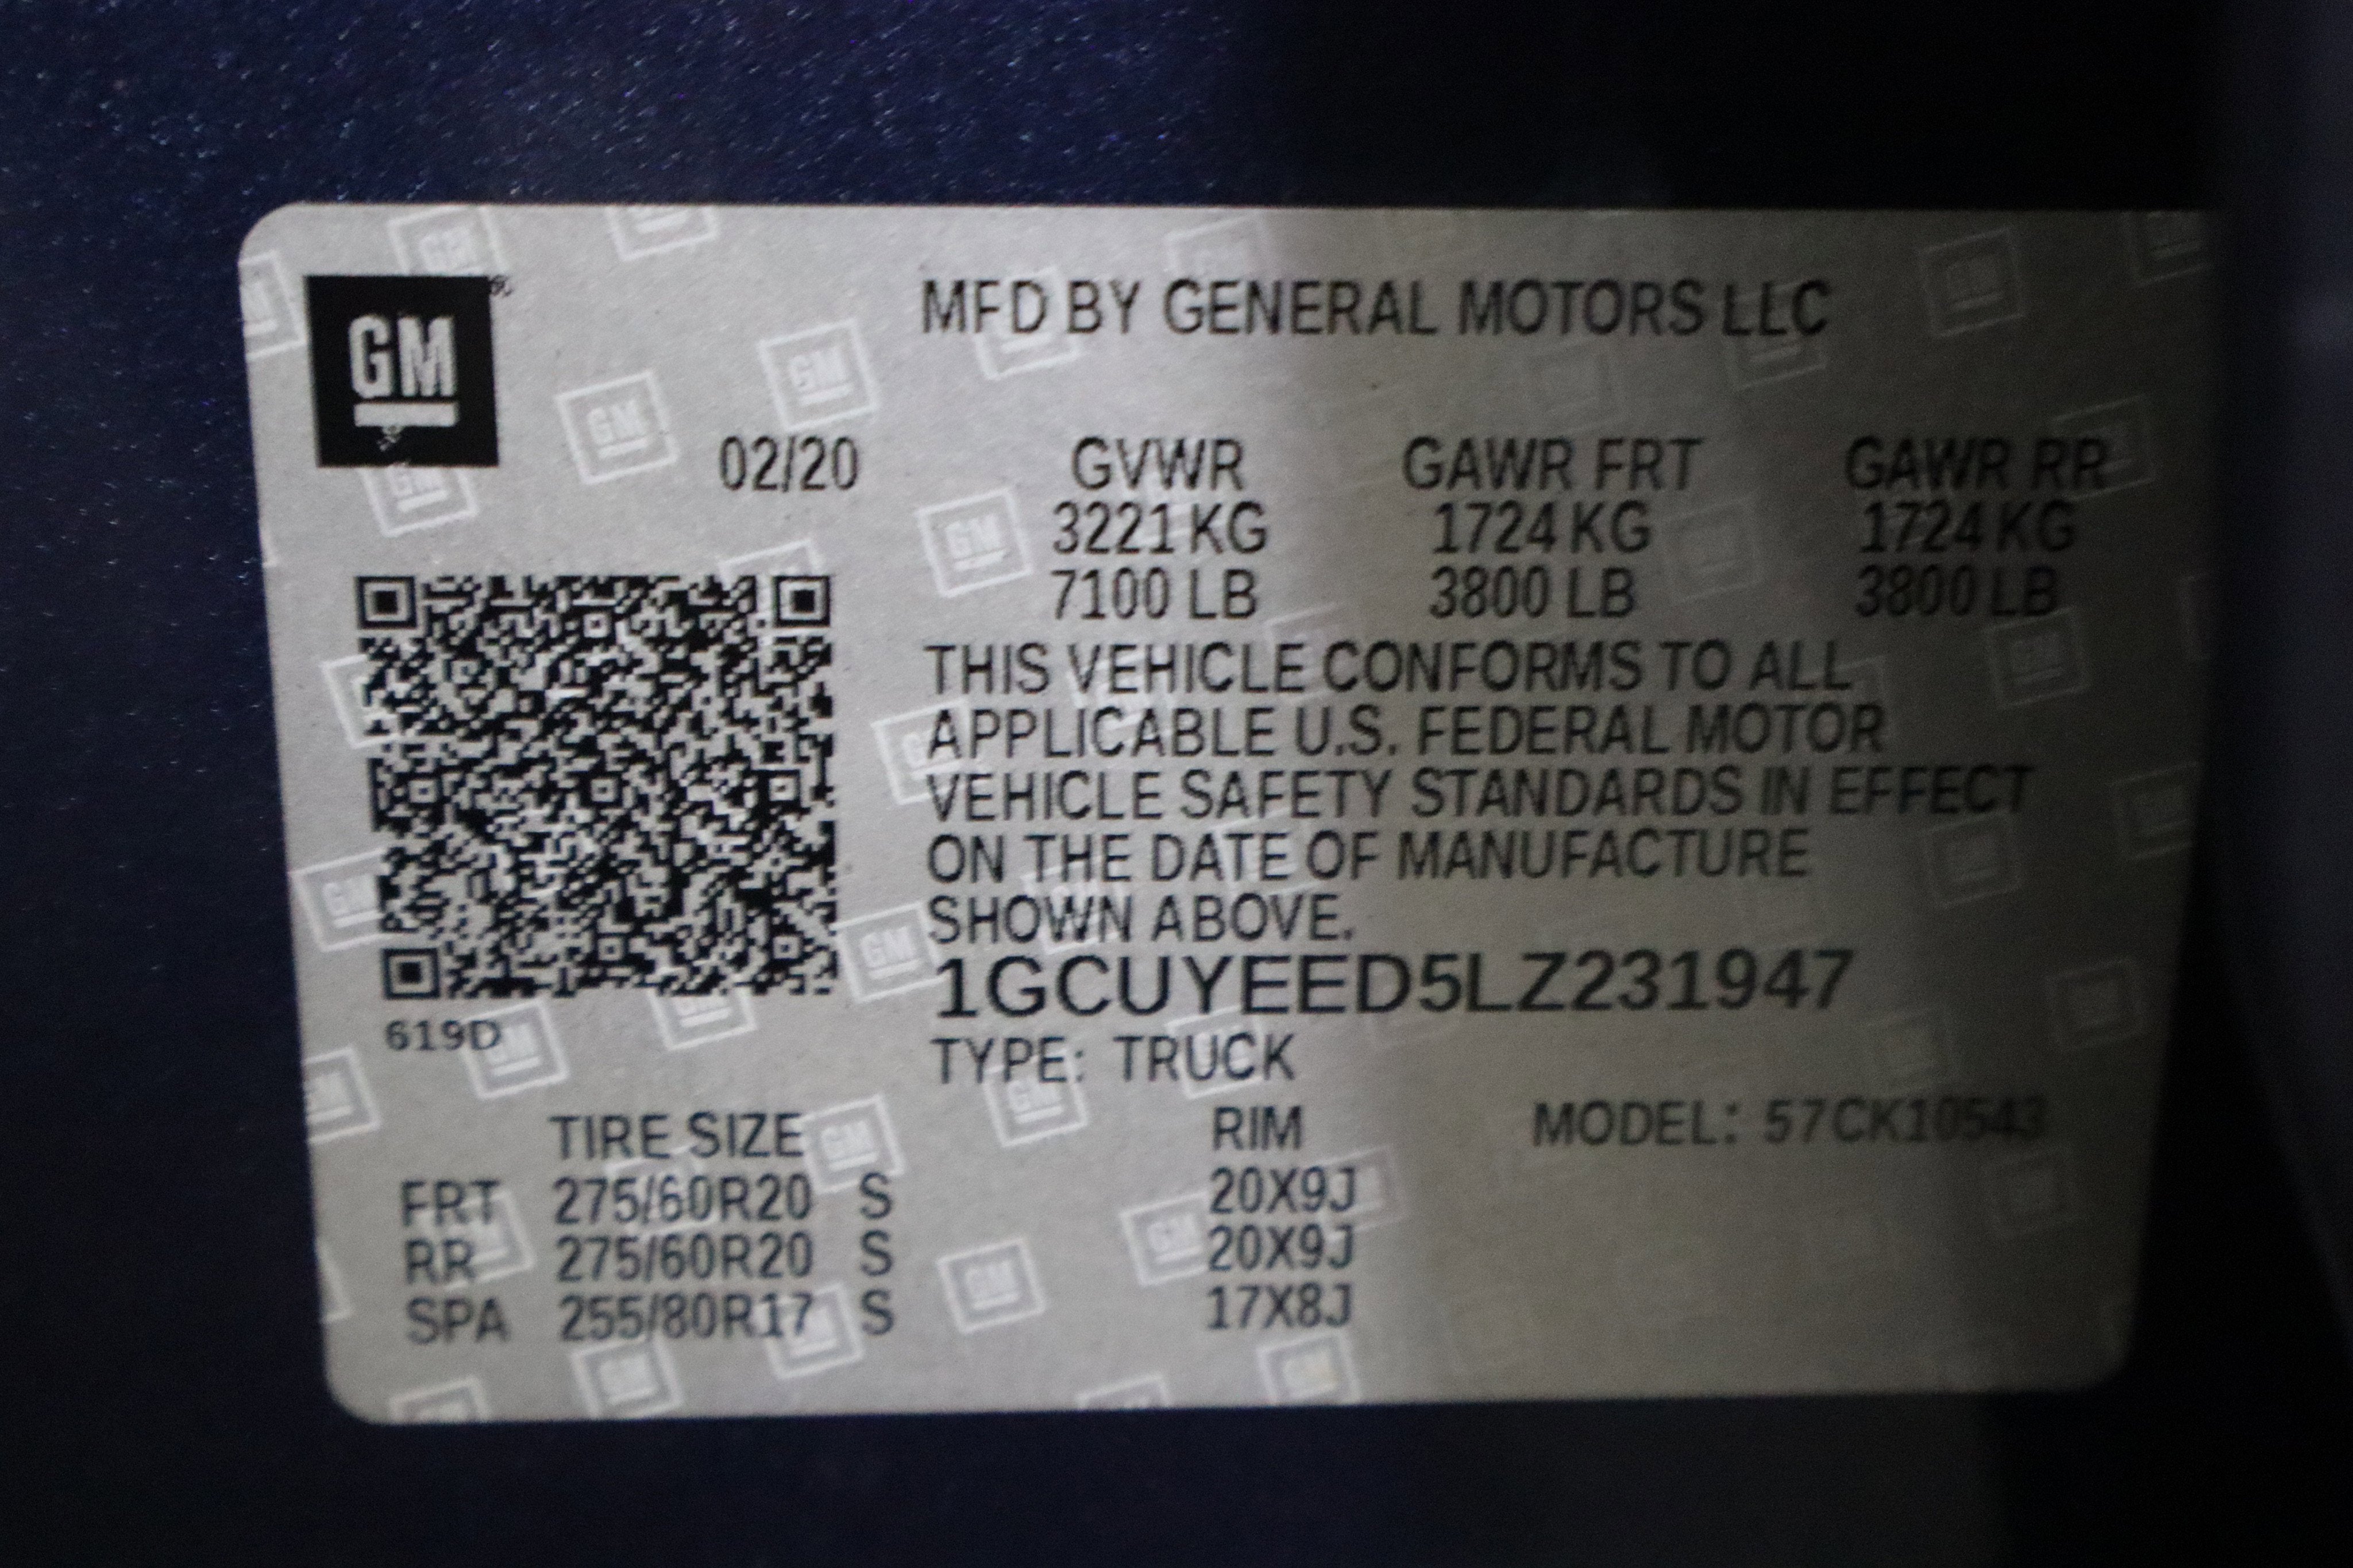 GM
MFD BY GENERAL MOTORS LLC
02/20 GVWR GAWR FRT GAWR RR
3221 KG 1724 KG 1724 KG
7100 LB 3800 LB 3800 LB
THIS VEHICLE CONFORMS TO ALL
APPLICABLE U.S. FEDERAL MOTOR
VEHICLE SAFETY STANDARDS IN EFFECT
ON THE DATE OF MANUFACTURE
SHOWN ABOVE.
1GCUYEED5LZ231947
619D
TYPE: TRUCK
TIRE SIZE RIM MODEL: 57CK10543
FRT 275/60R20 S 20X9J
RR 275/60R20 S 20X9J
SPA 255/80R17 S 17X8J